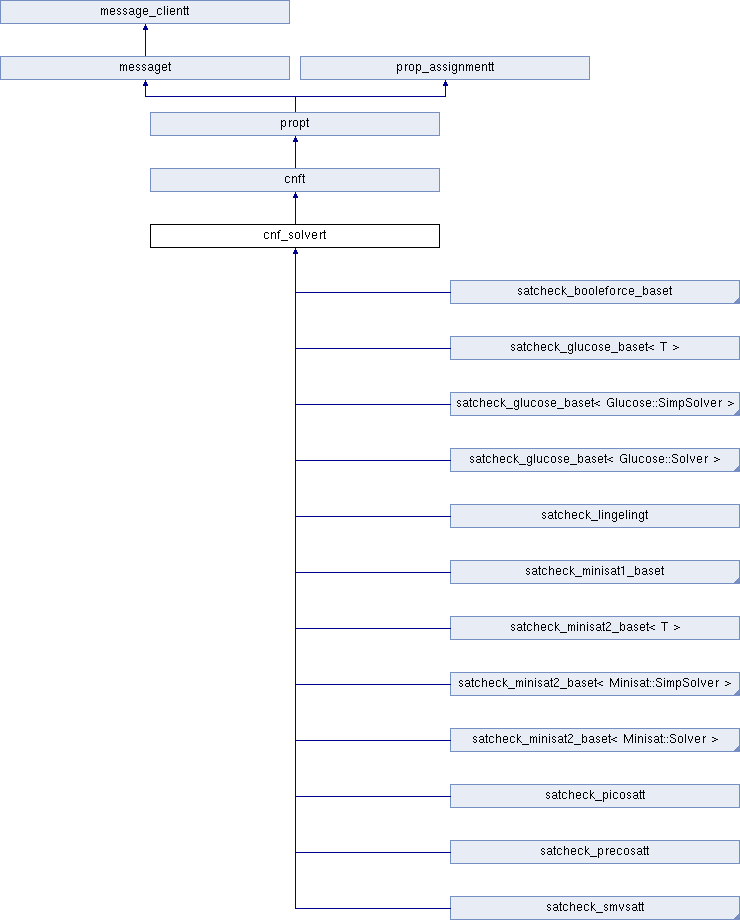 message_clientt
messaget
prop_assignmentt
propt
cnft
cnf_solvert
satcheck_booleforce_baset
satcheck_glucose_baset< T >
satcheck_glucose_baset< Glucose::SimpSolver >
satcheck_glucose_baset< Glucose::Solver >
satcheck_lingelingt
satcheck_minisat1_baset
satcheck_minisat2_baset< T >
satcheck_minisat2_baset< Minisat::SimpSolver >
satcheck_minisat2_baset< Minisat::Solver >
satcheck_picosatt
satcheck_precosatt
satcheck_smvsatt